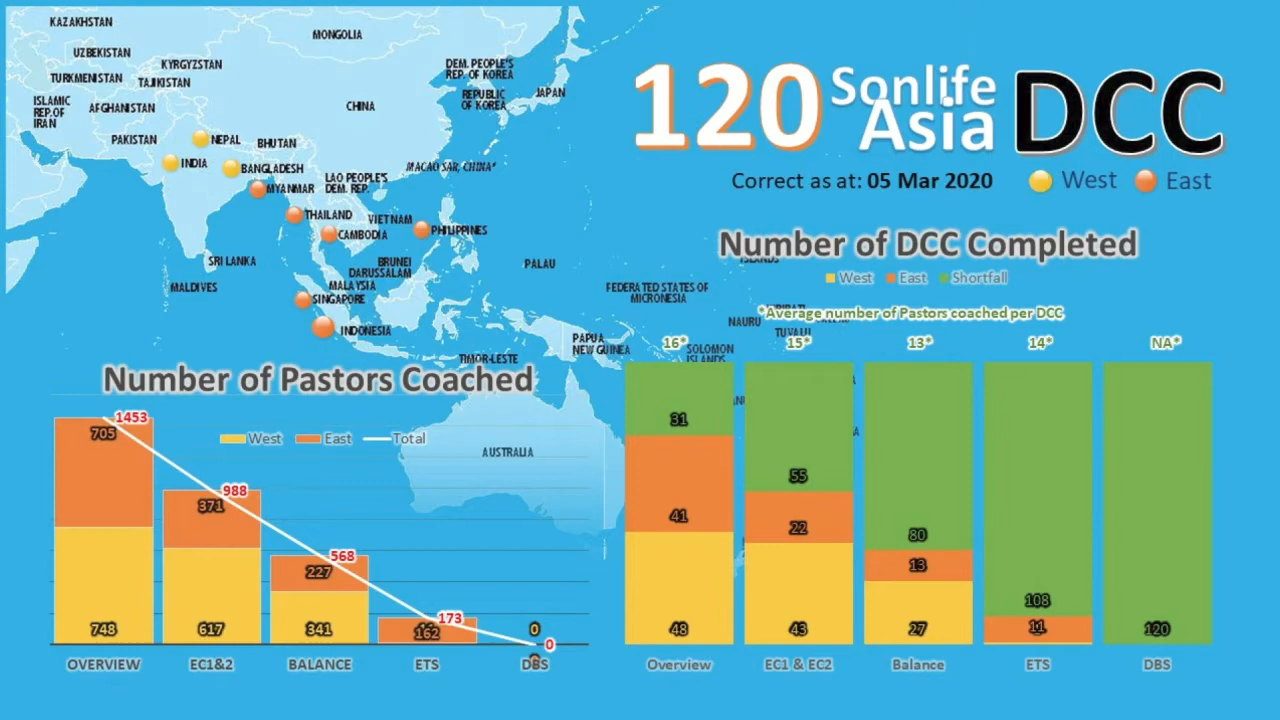 KAZAKHSTAN
MONGOLIA
UZBEKISTAN
KYRGYZSTAN
TURKMENISTAN
TAJIKISTAN
DEM. PEOPLE'S
REP. OF KOREA
REPUBLIC
OF KOREA
JAPAN
ISLAMIC
REP.OF
IRAN
AFGHANISTAN
CHINA
PAKISTAN
NEPAL
BHUTAN
INDIA
BANGLADESH
MACAO SAR, CHINA*
MYANMAR
LAO PEOPLE'S
DEM. REP.
THAILAND
VIETNAM
CAMBODIA
PHILIPPINES
SRI LANKA
BRUNEI
DARUSSALAM
PALAU
MALDIVES
MALAYSIA
SINGAPORE
FEDERATED STATES OF
MICRONESIA
INDONESIA
NAURU
TUVALU
PAPUA
NEW GUINEA
SOLOMON
ISLANDS
TIMOR-LESTE
AUSTRALIA
120 Sonlife Asia DCC
Correct as at: 05 Mar 2020
West East
Number of DCC Completed
ISLANDS
West East Shortfall
*Average number of Pastors coached per DCC
16* 15* 13* 14* NA*
31
41
48
55
22
43
80
13
27
108
11
120
Overview EC1 & EC2 Balance ETS DBS
Number of Pastors Coached
West East Total
1453
705
748
988
371
617
568
227
341
173
162
0
0
OVERVIEW EC1&2 BALANCE ETS DBS